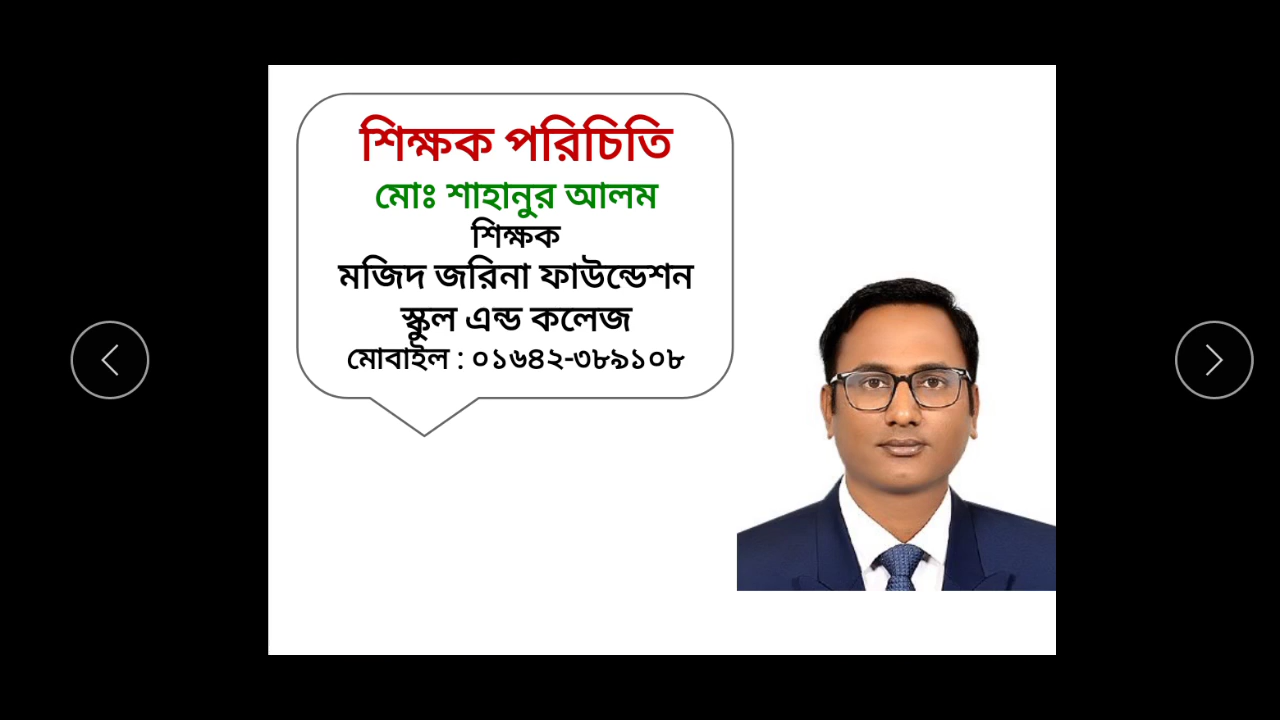 শিক্ষক পরিচিতি
মোঃ শাহানুর আলম
শিক্ষক
মজিদ জরিনা ফাউন্ডেশন
স্কুল এন্ড কলেজ
মোবাইল : ০১৬৪২-৩৮৯১০৮